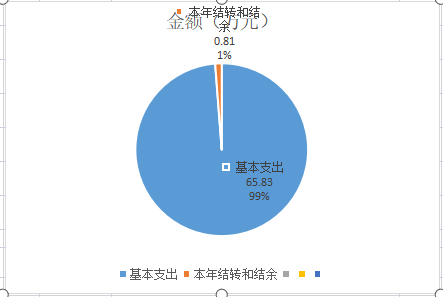 本年结转和结
金额（万元）
余
0.81
1%
基本支出
65.83
99%
基本支出 本年结转和结余